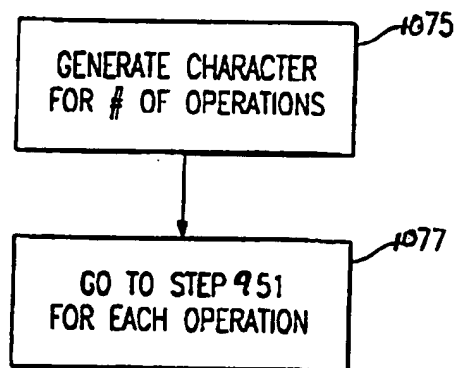 1075
GENERATE CHARACTER
FOR # OF OPERATIONS
1077
GO TO STEP 951
FOR EACH OPERATION